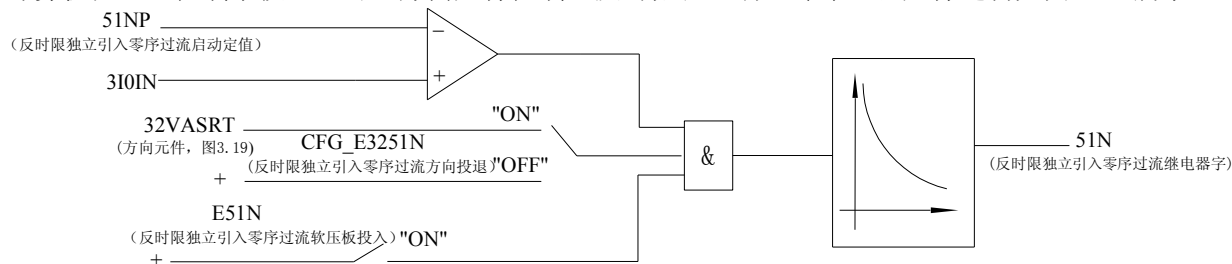 51NP
(反时限独立引入零序过流启动定值)
−
3I0IN
+
32VASRT
"ON"
(方向元件，图3.19)
CFG_E3251N
(反时限独立引入零序过流方向投退)
"OFF"
+
&
51N
(反时限独立引入零序过流继电器字)
E51N
(反时限独立引入零序过流软压板投入)
"ON"
+